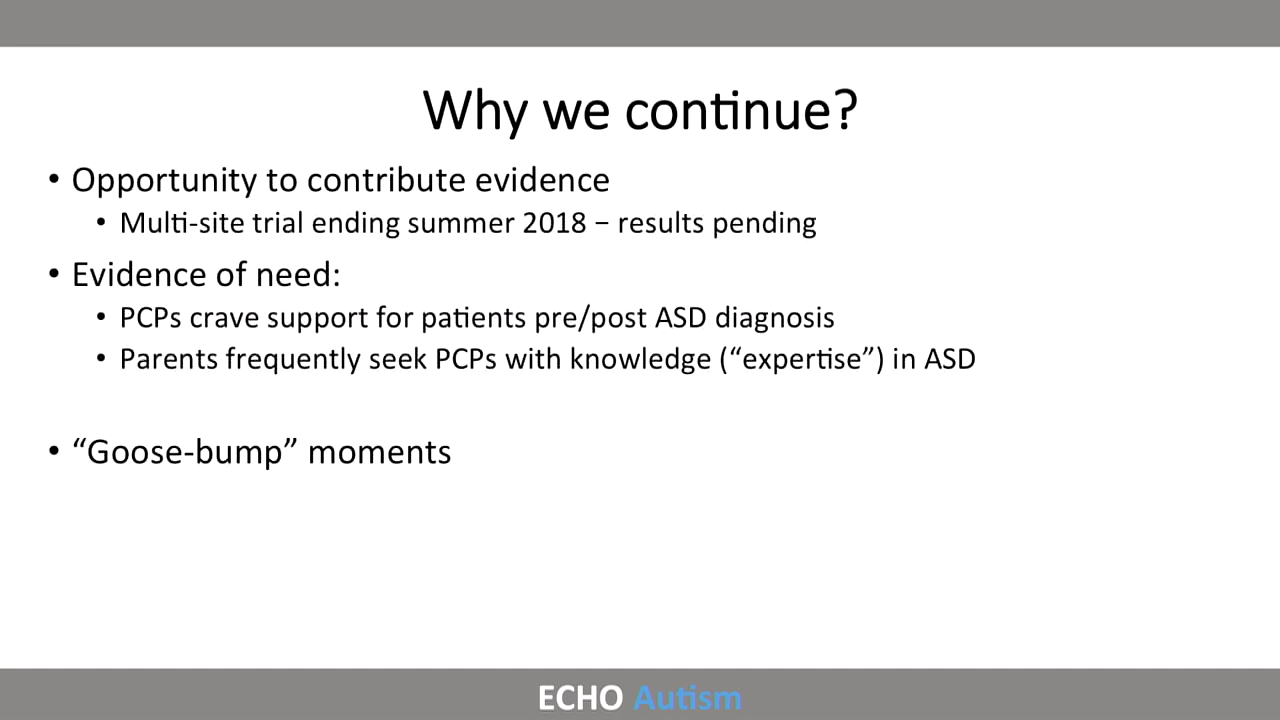 Why we continue?
• Opportunity to contribute evidence
• Multi-site trial ending summer 2018 – results pending
• Evidence of need:
• PCPs crave support for patients pre/post ASD diagnosis
• Parents frequently seek PCPs with knowledge (“expertise”) in ASD
• “Goose-bump” moments
ECHO Autism